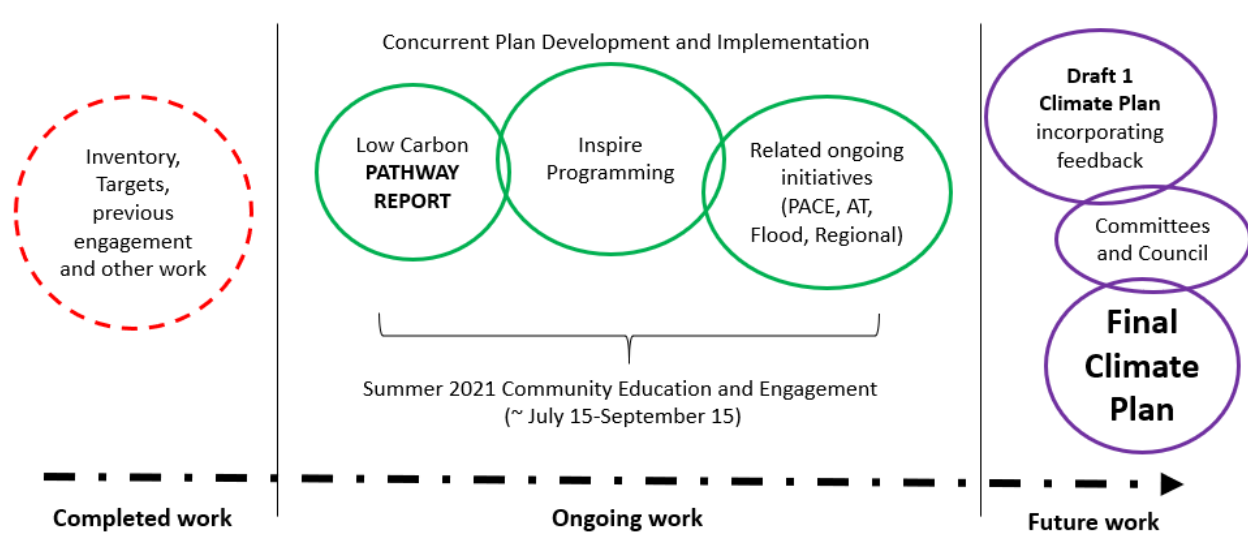 Concurrent Plan Development and Implementation
Inventory,
Targets,
previous
engagement
and other work
Low Carbon
PATHWAY
REPORT
Inspire
Programming
Related ongoing
initiatives
(PACE, AT,
Flood, Regional)
Summer 2021 Community Education and Engagement
(~ July 15-September 15)
Draft 1
Climate Plan
incorporating
feedback
Committees
and Council
Final
Climate
Plan
Completed work
Ongoing work
Future work